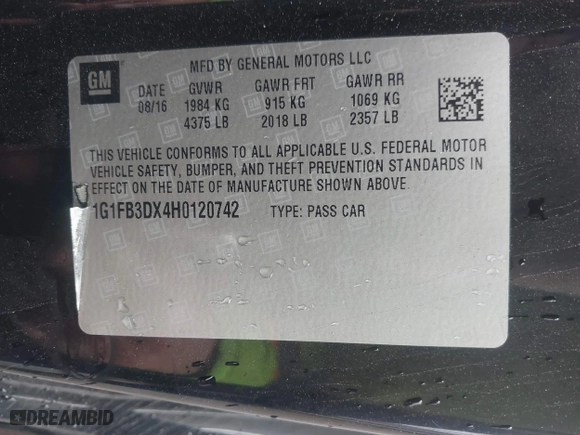 GM
MFD BY GENERAL MOTORS LLC
DATE GVWR GAWR FRT GAWR RR
08/16 1984 KG 915 KG 1069 KG
4375 LB 2018 LB 2357 LB
THIS VEHICLE CONFORMS TO ALL APPLICABLE U.S. FEDERAL MOTOR
VEHICLE SAFETY, BUMPER, AND THEFT PREVENTION STANDARDS IN
EFFECT ON THE DATE OF MANUFACTURE SHOWN ABOVE.
1G1FB3DX4H0120742 TYPE: PASS CAR
DREAMBID